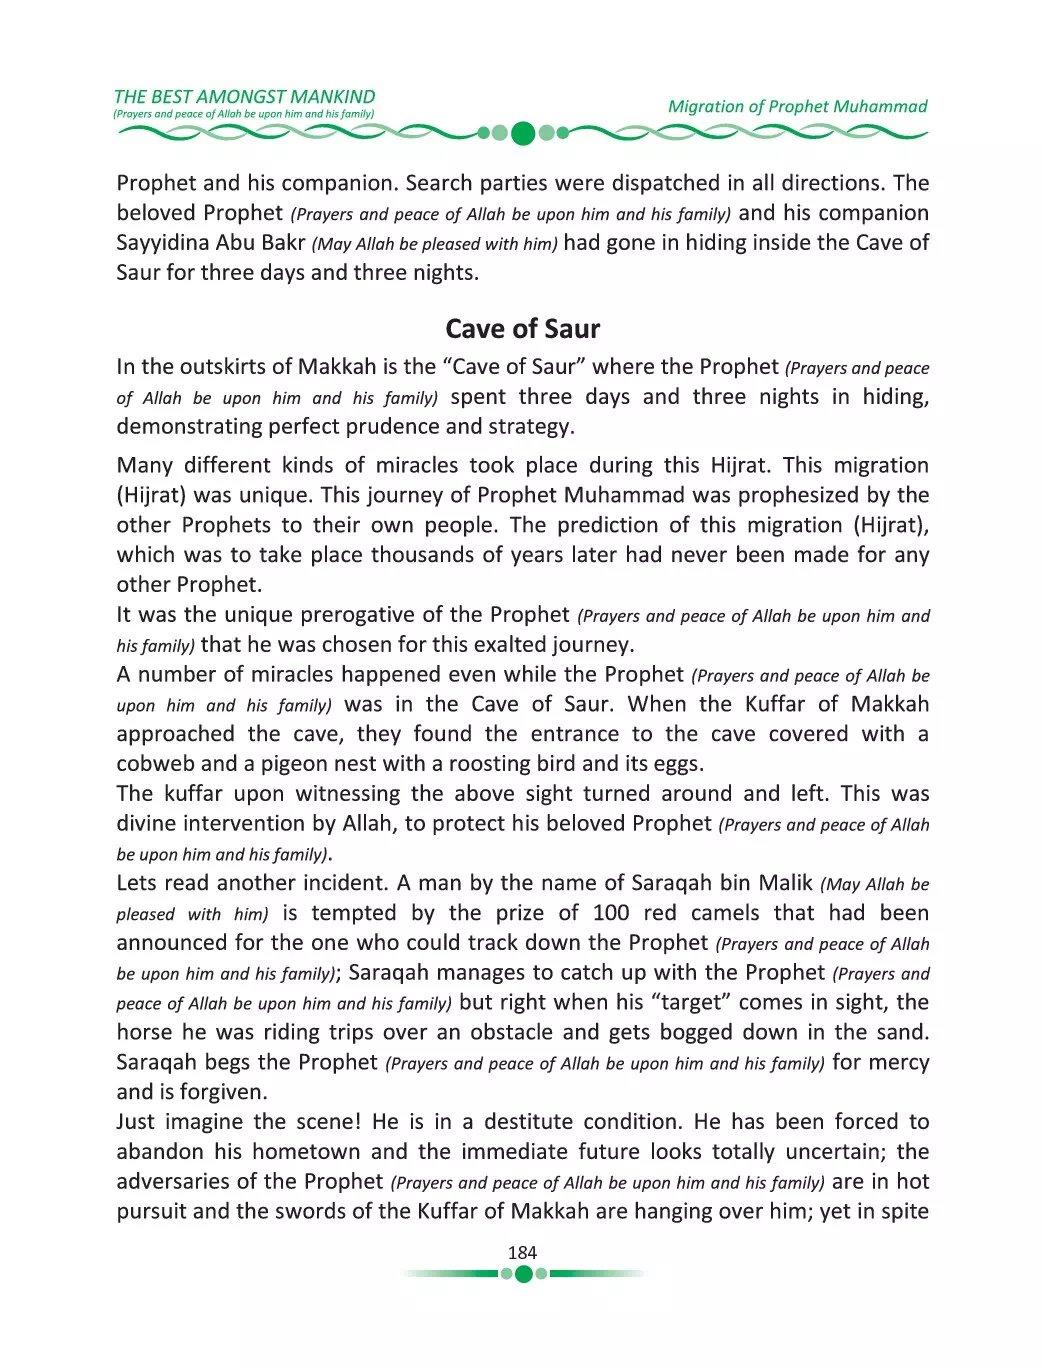 THE BEST AMONGST MANKIND
(Prayers and peace of Allah be upon him and his family)
Migration of Prophet Muhammad
Prophet and his companion. Search parties were dispatched in all directions. The
beloved Prophet (Prayers and peace of Allah be upon him and his family) and his companion
Sayyidina Abu Bakr (May Allah be pleased with him) had gone in hiding inside the Cave of
Saur for three days and three nights.
Cave of Saur
In the outskirts of Makkah is the “Cave of Saur” where the Prophet (Prayers and peace
of Allah be upon him and his family) spent three days and three nights in hiding,
demonstrating perfect prudence and strategy.
Many different kinds of miracles took place during this Hijrat. This migration
(Hijrat) was unique. This journey of Prophet Muhammad was prophesized by the
other Prophets to their own people. The prediction of this migration (Hijrat),
which was to take place thousands of years later had never been made for any
other Prophet.
It was the unique prerogative of the Prophet (Prayers and peace of Allah be upon him and
his family) that he was chosen for this exalted journey.
A number of miracles happened even while the Prophet (Prayers and peace of Allah be
upon him and his family) was in the Cave of Saur. When the Kuffar of Makkah
approached the cave, they found the entrance to the cave covered with a
cobweb and a pigeon nest with a roosting bird and its eggs.
The kuffar upon witnessing the above sight turned around and left. This was
divine intervention by Allah, to protect his beloved Prophet (Prayers and peace of Allah
be upon him and his family).
Lets read another incident. A man by the name of Saraqah bin Malik (May Allah be
pleased with him) is tempted by the prize of 100 red camels that had been
announced for the one who could track down the Prophet (Prayers and peace of Allah
be upon him and his family); Saraqah manages to catch up with the Prophet (Prayers and
peace of Allah be upon him and his family) but right when his “target” comes in sight, the
horse he was riding trips over an obstacle and gets bogged down in the sand.
Saraqah begs the Prophet (Prayers and peace of Allah be upon him and his family) for mercy
and is forgiven.
Just imagine the scene! He is in a destitute condition. He has been forced to
abandon his hometown and the immediate future looks totally uncertain; the
adversaries of the Prophet (Prayers and peace of Allah be upon him and his family) are in hot
pursuit and the swords of the Kuffar of Makkah are hanging over him; yet in spite
184